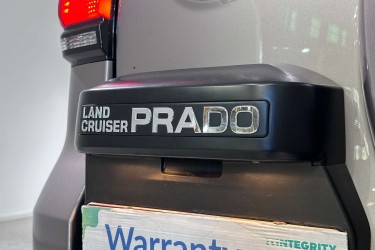 LAND
CRUISER PRADO
Warranty
INTEGRITY